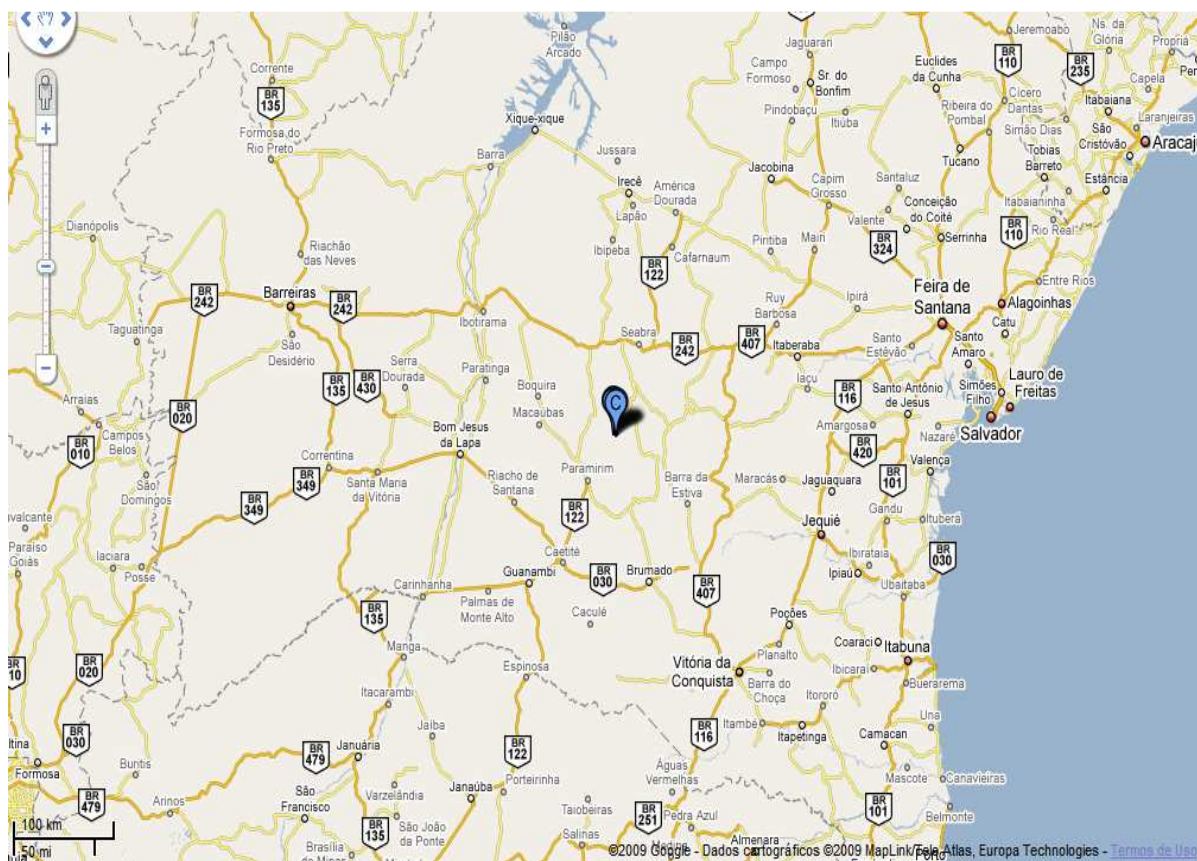 Pilão
Arcado
Jeremoabo
Ns. da
Glória
Propriá
BR
110
BR
235
Corrente
BR
135
Jaguarari
Campo
Formoso
Sr. do
Bonfim
Euclides
da Cunha
Cícero
Dantas
Capela
Pindobaçu
Itiúba
Ribeira do
Pombal
Itabaiana
Laranjeiras
Simão Dias
São
Cristóvão
Aracaj
Formosa do
Rio Preto
Xique-xique
Barra
Jussara
Jacobina
Tucano
Tobias
Barreto
Estância
Irecê
América
Dourada
Capim
Grosso
Santaluz
Itabaianinha
Lapão
Valente
Conceição
do Coité
Rio Real
Dianópolis
Ibipeba
Piritiba
Mairi
BR
324
Serrinha
BR
110
Riachão
das Neves
BR
122
Cafarnaum
Entre Rios
BR
242
Barreiras
BR
242
Ibotirama
Ruy
Barbosa
Ipirá
Feira de
Santana
Alagoinhas
Taguatinga
São
Desidério
Seabra
BR
242
BR
407
Itaberaba
Santo
Estêvão
Catu
Santo
Amaro
Serra
Dourada
Paratinga
Boquira
Iaçu
Simões
Filho
Lauro de
Freitas
BR
135
BR
430
Macaúbas
C
BR
116
Santo Antônio
de Jesus
Salvador
Arraias
BR
020
Campos
Belos
BR
010
Bom Jesus
da Lapa
Amargosa
Nazaré
BR
420
Valença
Correntina
BR
349
Santa Maria
da Vitória
Riacho de
Santana
Paramirim
Barra da
Estiva
Maracás
Jaguaquara
BR
101
São
Domingos
BR
349
BR
122
Gandu
Ituberá
avalcante
Paraíso
Goiás
Iaciara
Posse
Jequié
Caetité
Ibirataia
BR
030
Carinhanha
Guanambi
BR
030
Brumado
Ipiaú
Ubaitaba
BR
407
Palmas de
Monte Alto
Caculé
Poções
BR
135
Manga
Coaraci
Itabuna
BR
020
10
Espinosa
Vitória da
Conquista
Planalto
Barra do
Choça
Ibicaraí
Buerarema
Itacarambi
Itororó
Itambé
Itapetinga
Una
BR
030
Jaíba
BR
116
Camacan
ltina
Formosa
Buritis
BR
479
Januária
BR
122
Águas
Vermelhas
Mascote
Canavieiras
BR
479
Arinos
São
Francisco
Varzelândia
Janaúba
Porteirinha
Taiobeiras
BR
101
Belmonte
100 km
50 mi
BR
135
São João
da Ponte
Brasília
de Minas
Salinas
BR
251
Pedra Azul
Almenara
©2009 Google - Dados cartográficos ©2009 MapLink/Tele Atlas, Europa Technologies - Termos de Uso